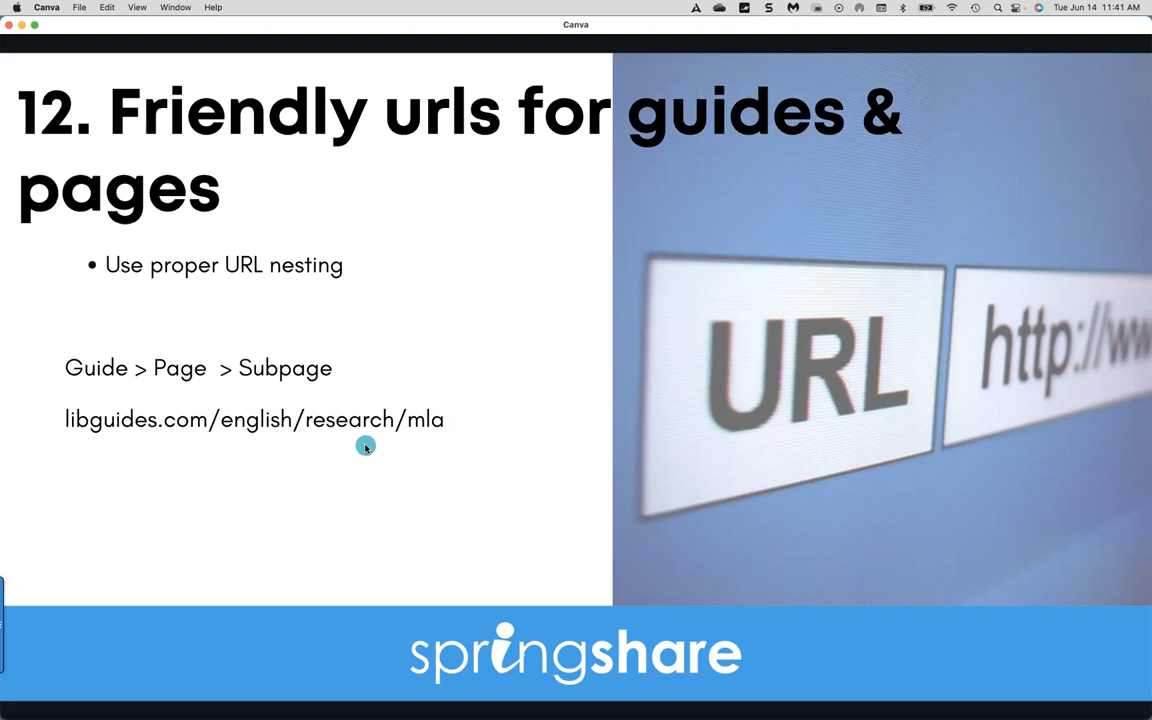 Canva File Edit View Window Help Tue Jun 14 11:41 AM
Canva
12. Friendly urls for guides &
pages
• Use proper URL nesting
Guide > Page > Subpage
libguides.com/english/research/mla
URL
http://ww
springshare